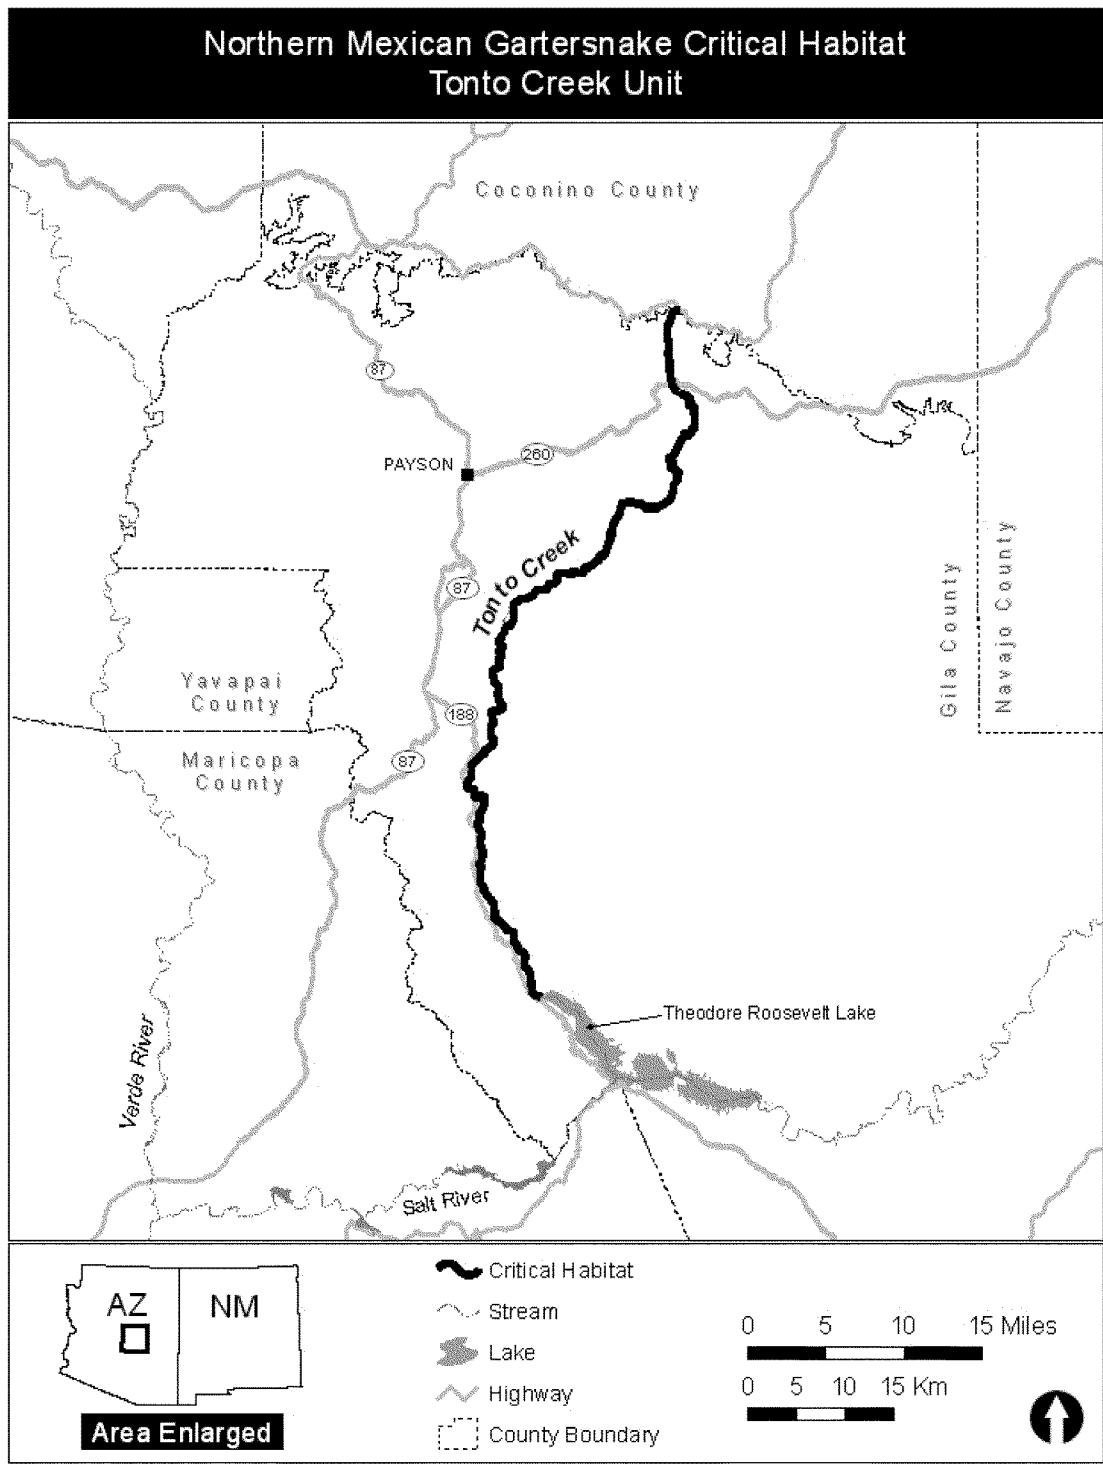 Northern Mexican Gartersnake Critical Habitat
Tonto Creek Unit
Coconino County
87
PAYSON
260
Tonto Creek
87
Gila County
Navajo County
Yavapai
County
188
Maricopa
County
87
Theodore Roosevelt Lake
Verde River
Salt River
AZ
NM
Area Enlarged
Critical Habitat
Stream
Lake
Highway
County Boundary
0 5 10 15 Miles
0 5 10 15 Km